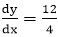 dy/dx = 12/4